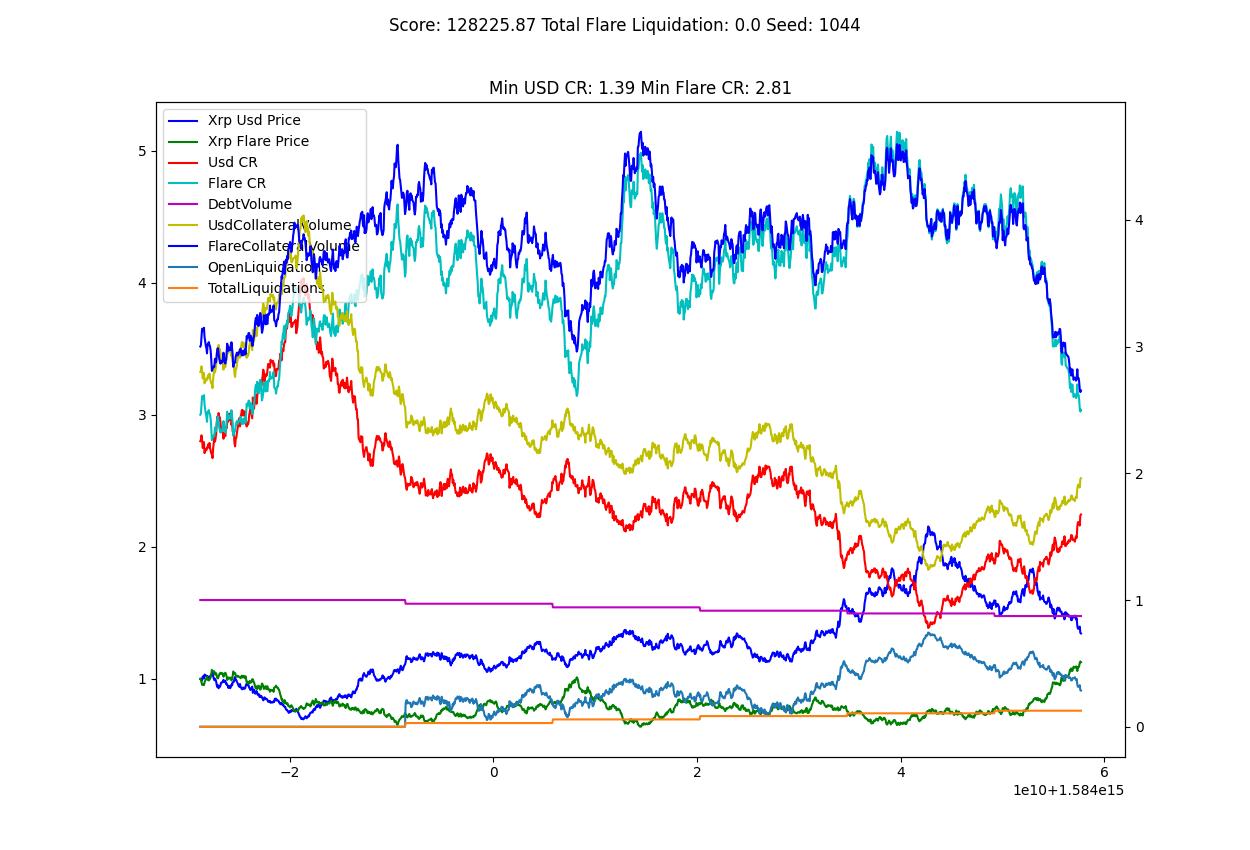 Score: 128225.87 Total Flare Liquidation: 0.0 Seed: 1044
Min USD CR: 1.39 Min Flare CR: 2.81
Xrp Usd Price
Xrp Flare Price
Usd CR
Flare CR
DebtVolume
UsdCollateralVolume
FlareCollateralVolume
OpenLiquidations
TotalLiquidations
5
4
3
2
1
4
3
2
1
0
−2
0
2
4
6
1e10+1.584e15